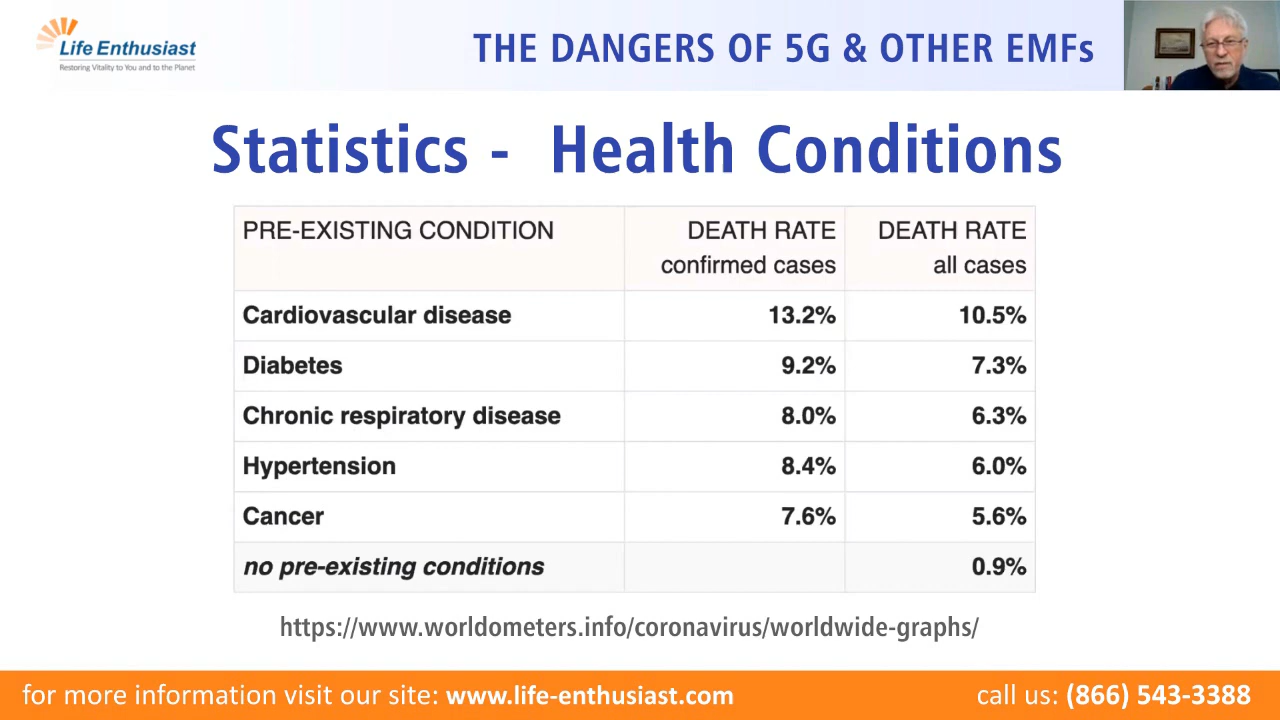 Life Enthusiast
Restoring Vitality to You and to the Planet
THE DANGERS OF 5G & OTHER EMFs
Statistics - Health Conditions
PRE-EXISTING CONDITION DEATH RATE confirmed cases DEATH RATE all cases
Cardiovascular disease 13.2% 10.5%
Diabetes 9.2% 7.3%
Chronic respiratory disease 8.0% 6.3%
Hypertension 8.4% 6.0%
Cancer 7.6% 5.6%
no pre-existing conditions 0.9%
https://www.worldometers.info/coronavirus/worldwide-graphs/
for more information visit our site: www.life-enthusiast.com call us: (866) 543-3388